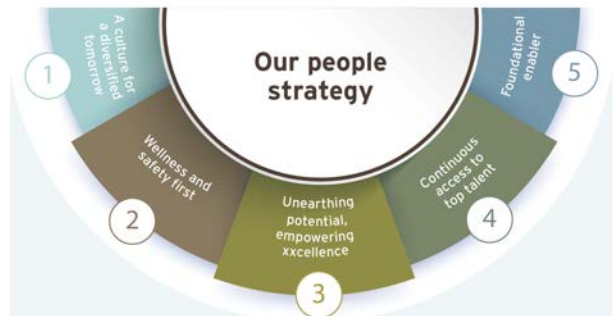 Our people
strategy
1
A culture for
a diversified
tomorrow
2
Wellness and
safety first
3
Unearthing
potential,
empowering
xxcellence
4
Continuous
access to
top talent
5
Foundational
enabler